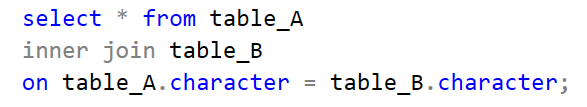 select * from table_A
inner join table_B
on table_A.character = table_B.character;